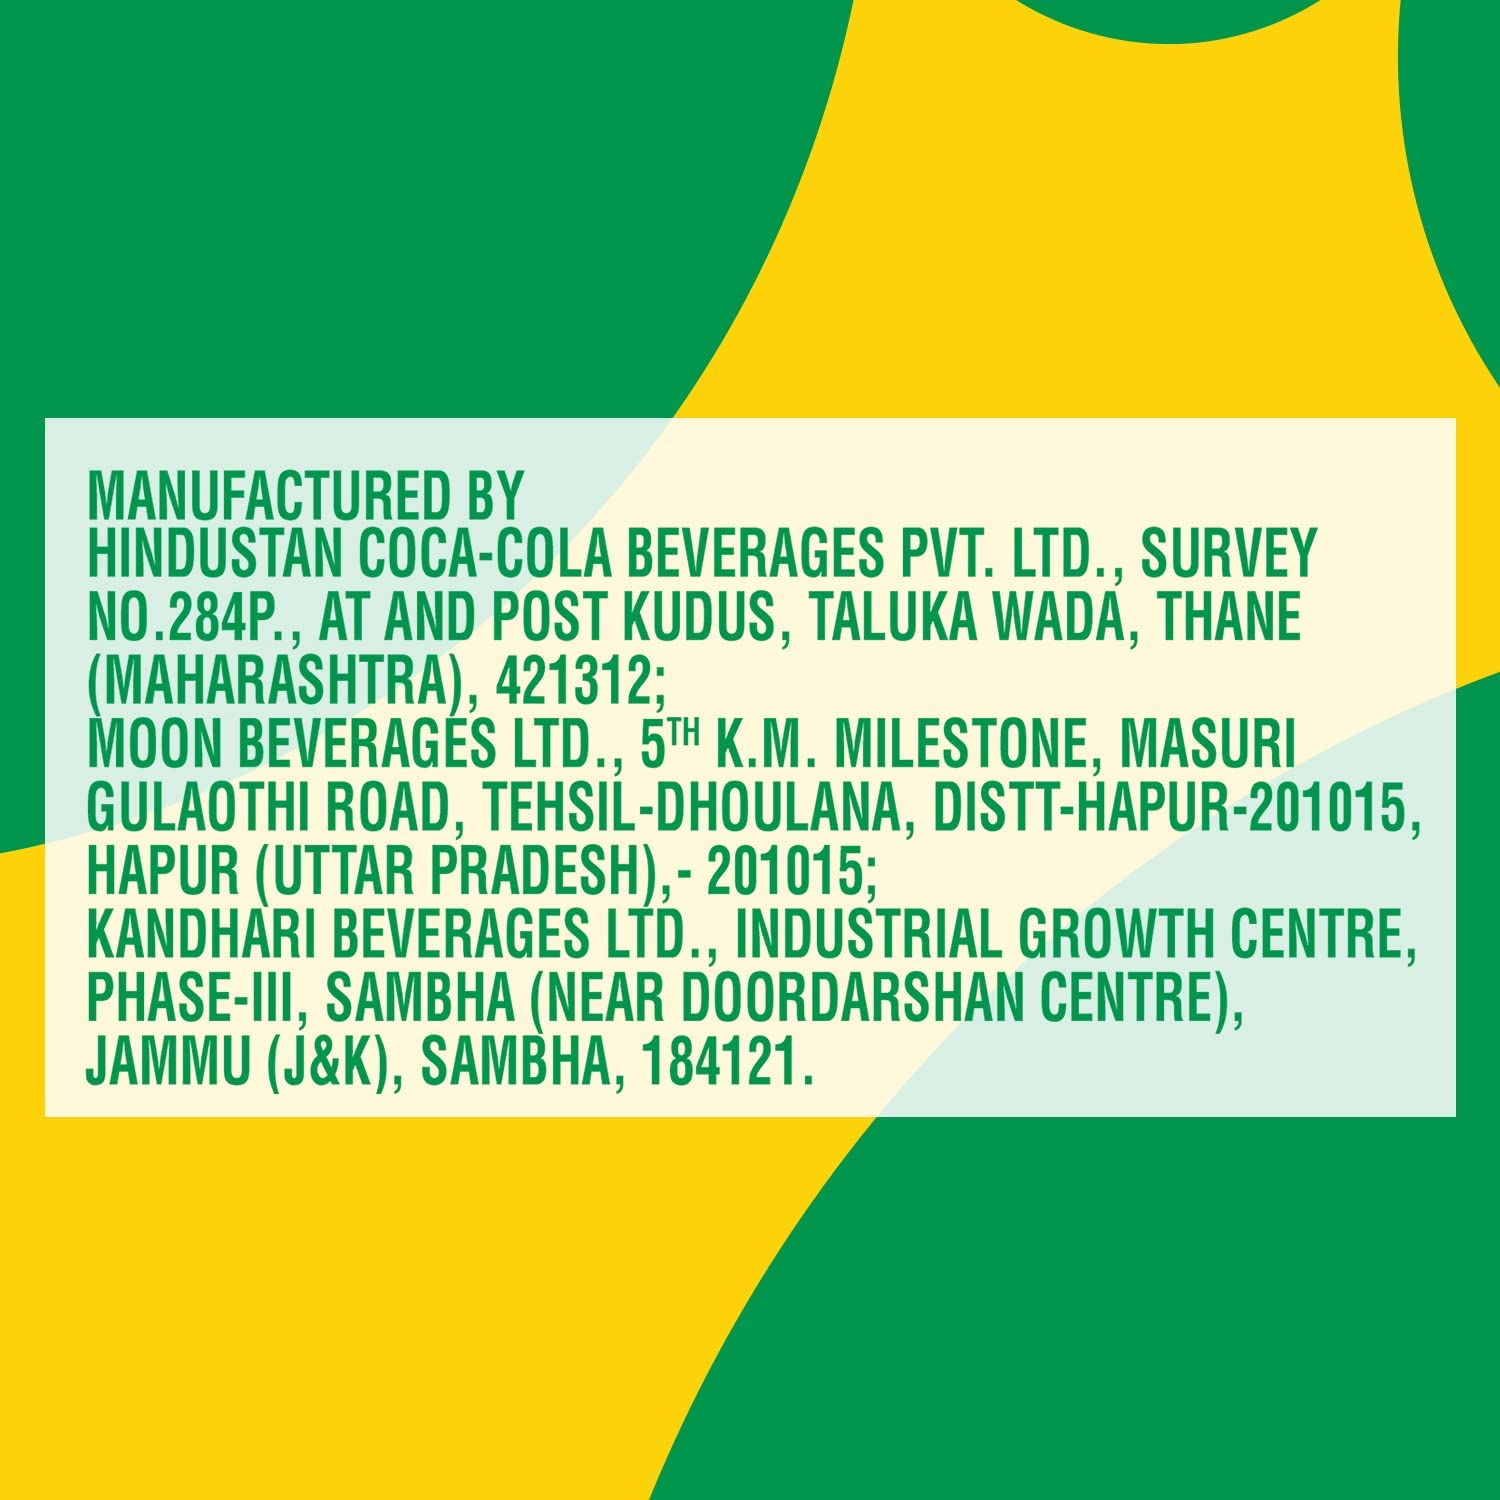 MANUFACTURED BY
HINDUSTAN COCA-COLA BEVERAGES PVT. LTD., SURVEY
NO.284P., AT AND POST KUDUS, TALUKA WADA, THANE
(MAHARASHTRA), 421312;
MOON BEVERAGES LTD., 5TH K.M. MILESTONE, MASURI
GULAOTHI ROAD, TEHSIL-DHOULANA, DISTT-HAPUR-201015,
HAPUR (UTTAR PRADESH),- 201015;
KANDHARI BEVERAGES LTD., INDUSTRIAL GROWTH CENTRE,
PHASE-III, SAMBHA (NEAR DOORDARSHAN CENTRE),
JAMMU (J&K), SAMBHA, 184121.